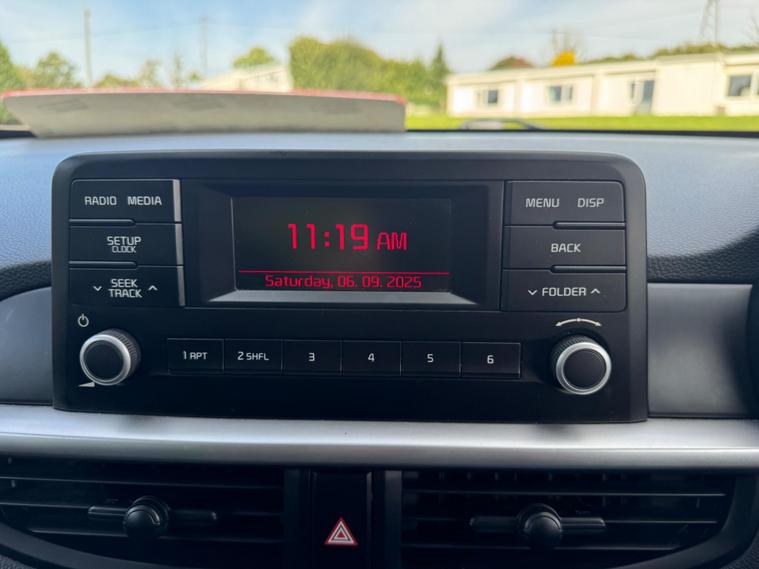 RADIO MEDIA
MENU DISP
SETUP
CLOCK
11:19 AM
BACK
SEEK
TRACK
Saturday, 06. 09. 2025
FOLDER
1 RPT
2 SHFL
3
4
5
6